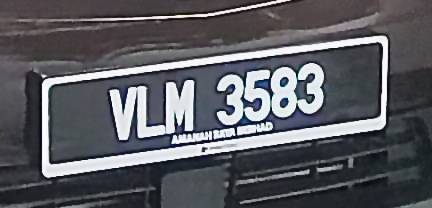 VLM 3583
AMANAH RAYA BERHAD